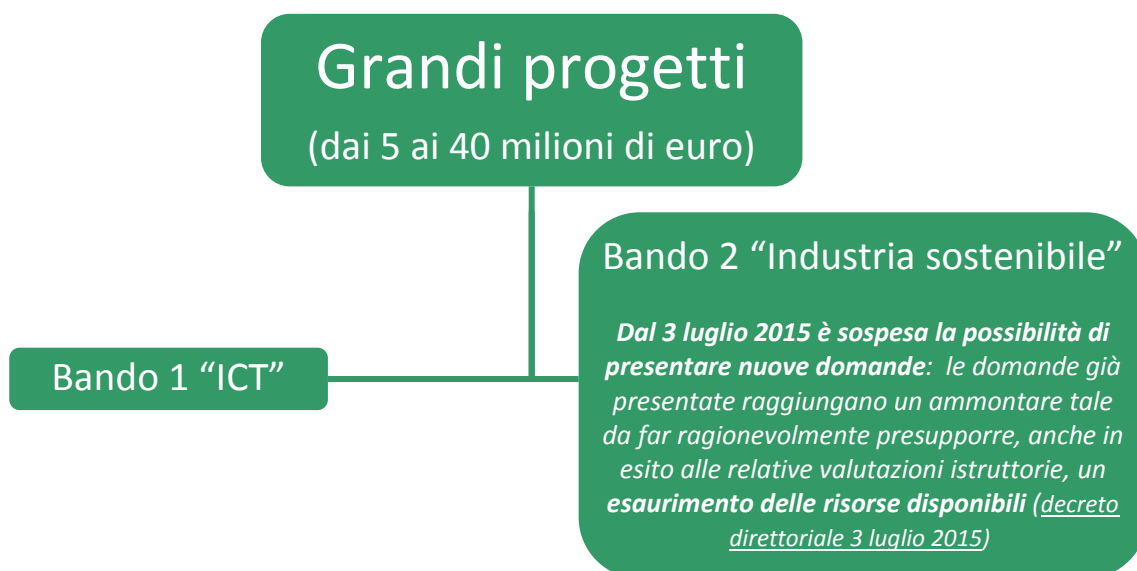 Grandi progetti
(dai 5 ai 40 milioni di euro)
Bando 1 “ICT”
Bando 2 “Industria sostenibile”
Dal 3 luglio 2015 è sospesa la possibilità di
presentare nuove domande:  le domande già
presentate raggiungano un ammontare tale
da far ragionevolmente presupporre, anche in
esito alle relative valutazioni istruttorie, un
esaurimento delle risorse disponibili (decreto
direttoriale 3 luglio 2015)